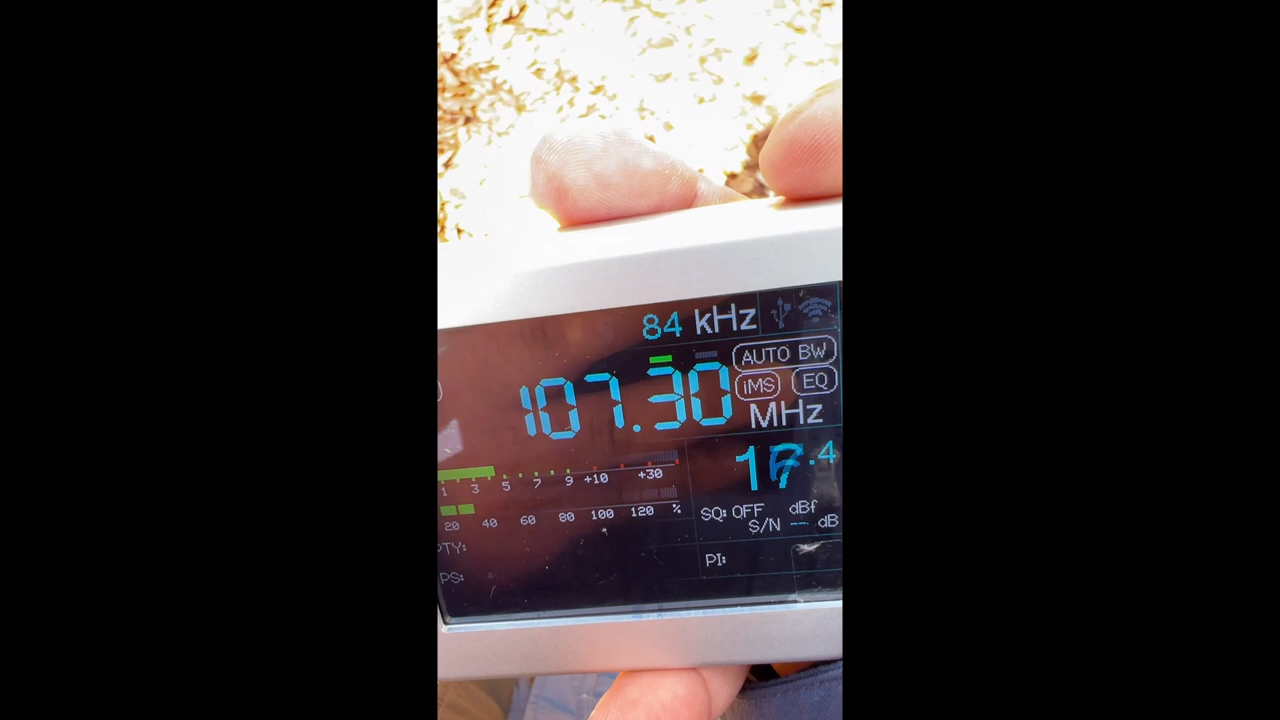 84 kHz
AUTO BW
107.30
iMS EQ
MHz
1 3 5 7 9 +10 +30
.4
20 40 60 80 100 120 %
SQ: OFF dBf
S/N -- dB
PTY:
PI:
PS: